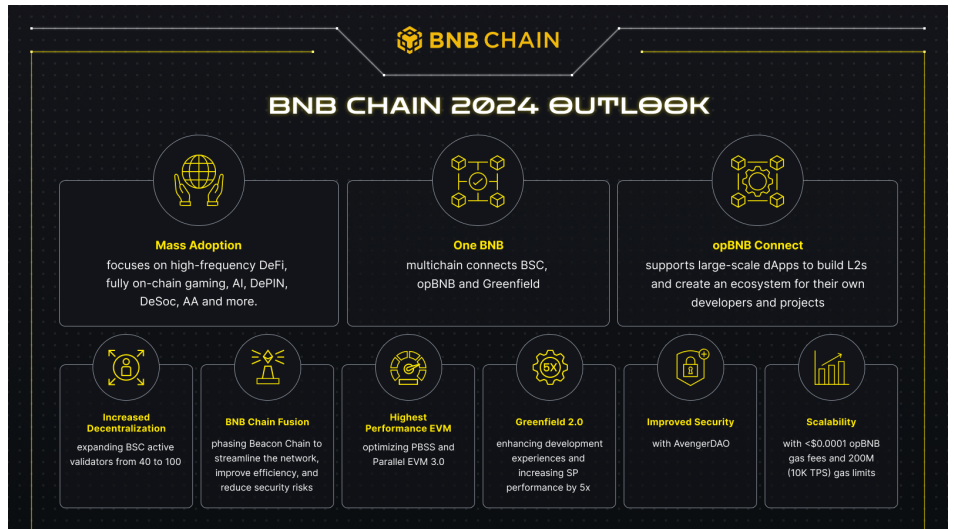 BNB CHAIN
BNB CHAIN 2024 OUTLOOK
Mass Adoption
focuses on high-frequency DeFi,
fully on-chain gaming, AI, DePIN,
DeSoc, AA and more.
One BNB
multichain connects BSC,
opBNB and Greenfield
opBNB Connect
supports large-scale dApps to build L2s
and create an ecosystem for their own
developers and projects
Increased
Decentralization
expanding BSC active
validators from 40 to 100
BNB Chain Fusion
phasing Beacon Chain to
streamline the network,
improve efficiency, and
reduce security risks
Highest
Performance EVM
optimizing PBSS and
Parallel EVM 3.0
5X
Greenfield 2.0
enhancing development
experiences and
increasing SP
performance by 5x
Improved Security
with AvengerDAO
Scalability
with <$0.0001 opBNB
gas fees and 200M
(10K TPS) gas limits